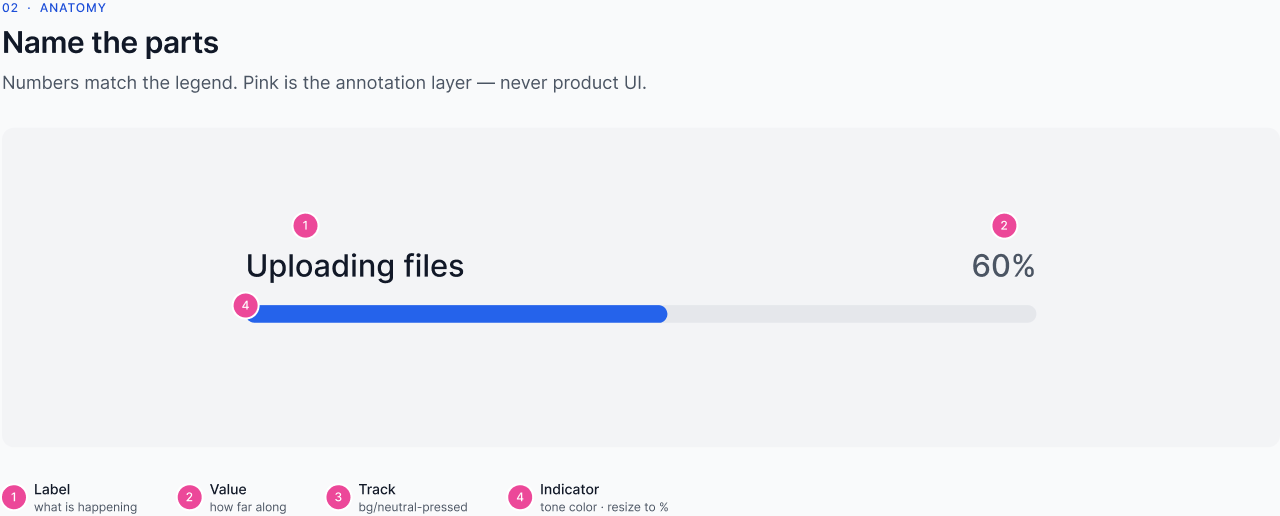 02 · ANATOMY
Name the parts
Numbers match the legend. Pink is the annotation layer — never product UI.
1
2
Uploading files
60%
4
1 Label
what is happening
2 Value
how far along
3 Track
bg/neutral-pressed
4 Indicator
tone color · resize to %